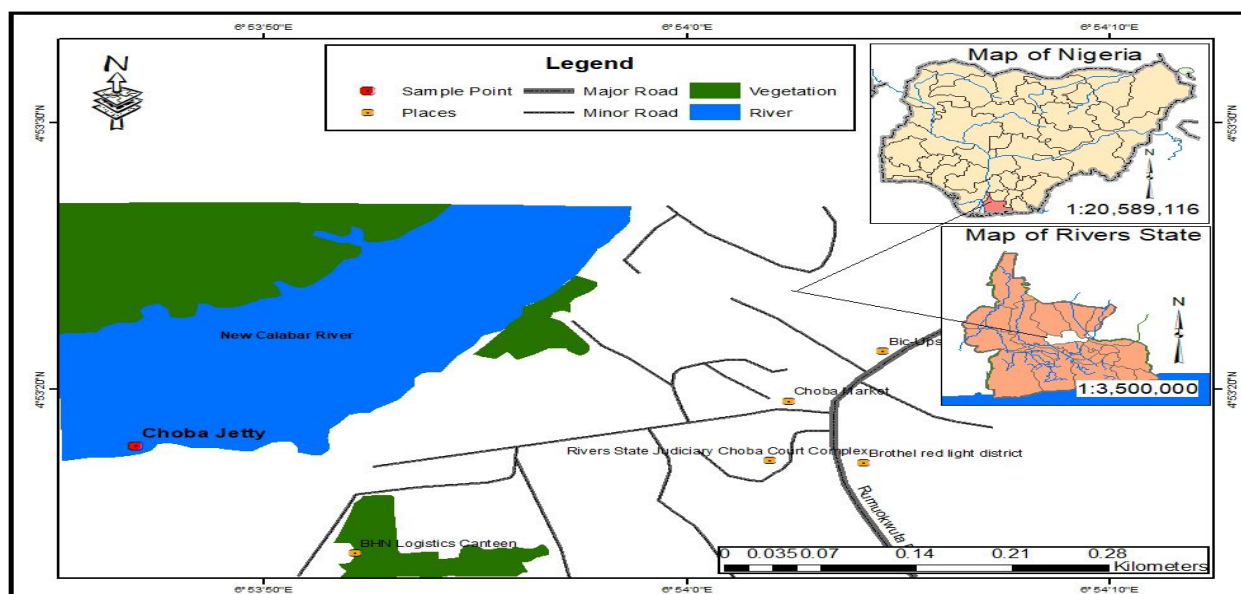 6°53'50"E 6°54'0"E 6°54'10"E
4°53'30"N
4°53'20"N
N
Legend
Sample Point
Places
Major Road
Minor Road
Vegetation
River
Map of Nigeria
N
1:20,589,116
Map of Rivers State
N
1:3,500,000
New Calabar River
Choba Jetty
Bic-Ups
Choba Market
Rivers State Judiciary Choba Court Complex
Brothel red light district
BHN Logistics Canteen
Rumuokwuta
0 0.035 0.07 0.14 0.21 0.28
Kilometers
4°53'30"N
4°53'20"N
6°53'50"E 6°54'0"E 6°54'10"E